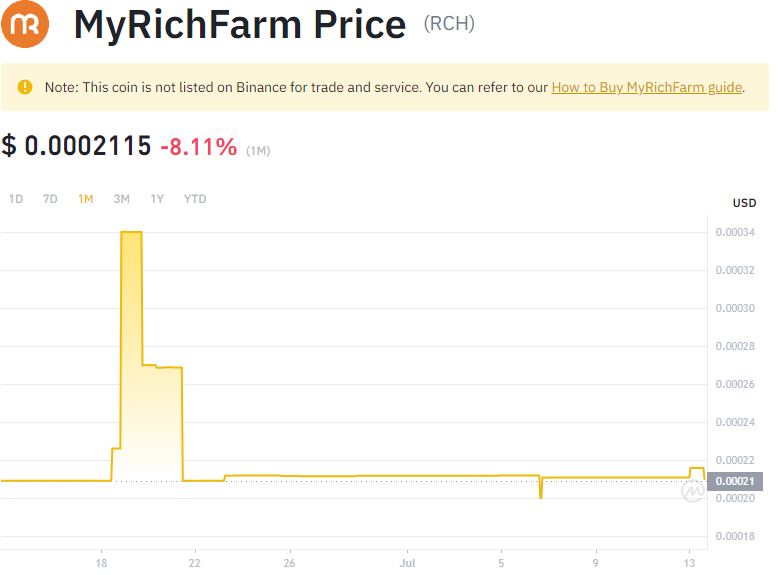 MR
MyRichFarm Price (RCH)
Note: This coin is not listed on Binance for trade and service. You can refer to our How to Buy MyRichFarm guide.
$ 0.0002115 -8.11% (1M)
1D 7D 1M 3M 1Y YTD
USD
0.00034
0.00032
0.00030
0.00028
0.00026
0.00024
0.00022
0.00021
0.00020
0.00018
18 22 26 Jul 5 9 13